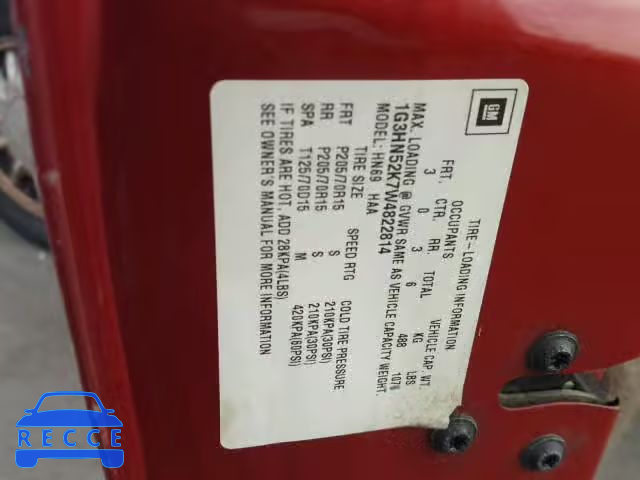 GM
TIRE-LOADING INFORMATION
OCCUPANTS VEHICLE CAP. WT.
FRT. CTR. RR. TOTAL KG LBS
3 0 3 6 488 1076
MAX. LOADING @ GVWR SAME AS VEHICLE CAPACITY WEIGHT.
1G3HN52K7W4822814
MODEL: HN69 HAA
TIRE SIZE SPEED RTG COLD TIRE PRESSURE
FRT P205/70R15 S 210KPA(30PSI)
RR P205/70R15 S 210KPA(30PSI)
SPA T125/70D15 M 420KPA(60PSI)
IF TIRES ARE HOT, ADD 28KPA(4LBS)
SEE OWNER'S MANUAL FOR MORE INFORMATION
RECCE